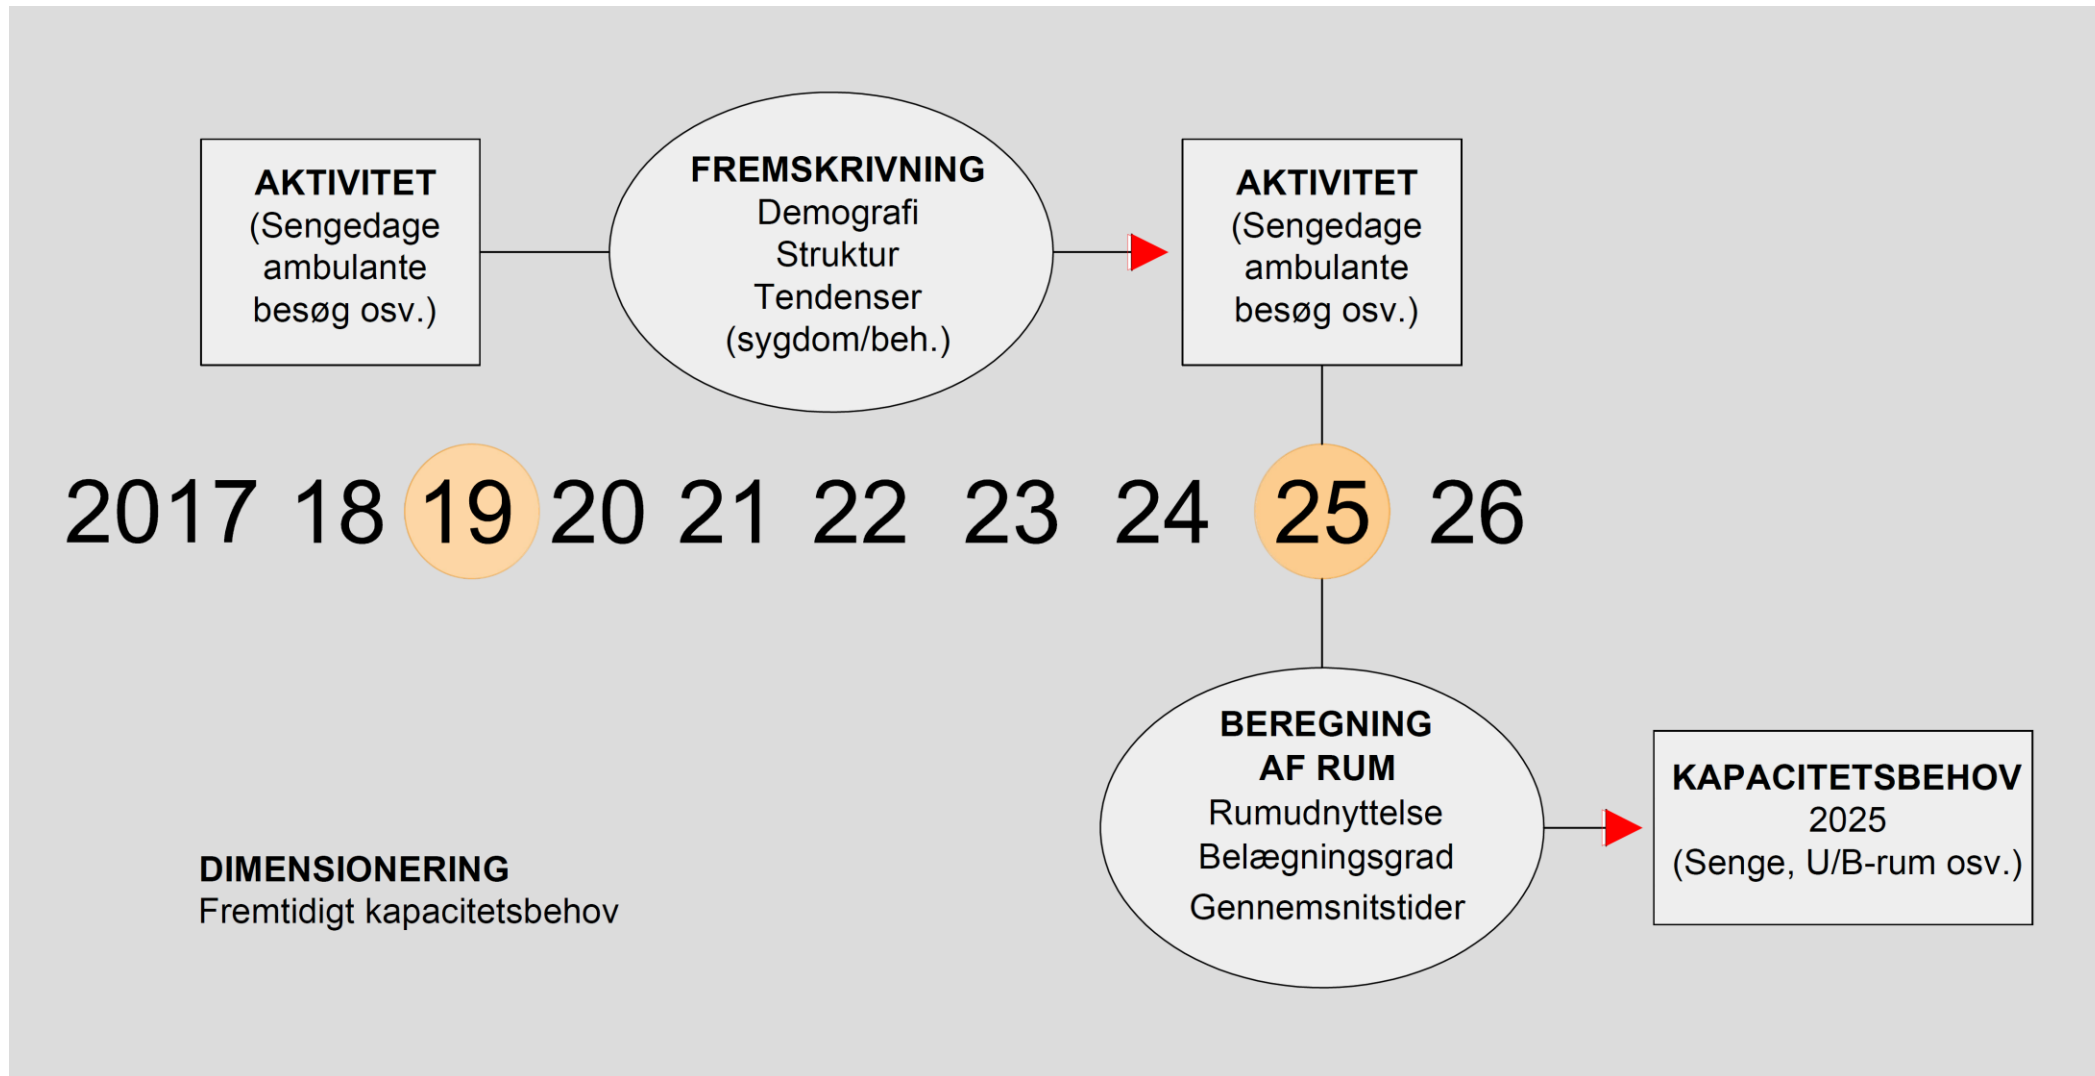 AKTIVITET
(Sengedage
ambulante
besøg osv.)
FREMSKRIVNING
Demografi
Struktur
Tendenser
(sygdom/beh.)
AKTIVITET
(Sengedage
ambulante
besøg osv.)
2017 18 19 20 21 22 23 24 25 26
BEREGNING
AF RUM
Rumudnyttelse
Belægningsgrad
Gennemsnitstider
KAPACITETSBEHOV
2025
(Senge, U/B-rum osv.)
DIMENSIONERING
Fremtidigt kapacitetsbehov